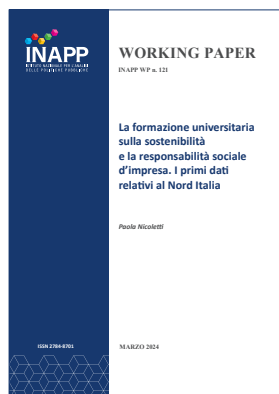 INAPP
ISTITUTO NAZIONALE PER L'ANALISI
DELLE POLITICHE PUBBLICHE
WORKING PAPER
INAPP WP n. 121
La formazione universitaria
sulla sostenibilità
e la responsabilità sociale
d'impresa. I primi dati
relativi al Nord Italia
Paola Nicoletti
ISSN 2784-8701
MARZO 2024